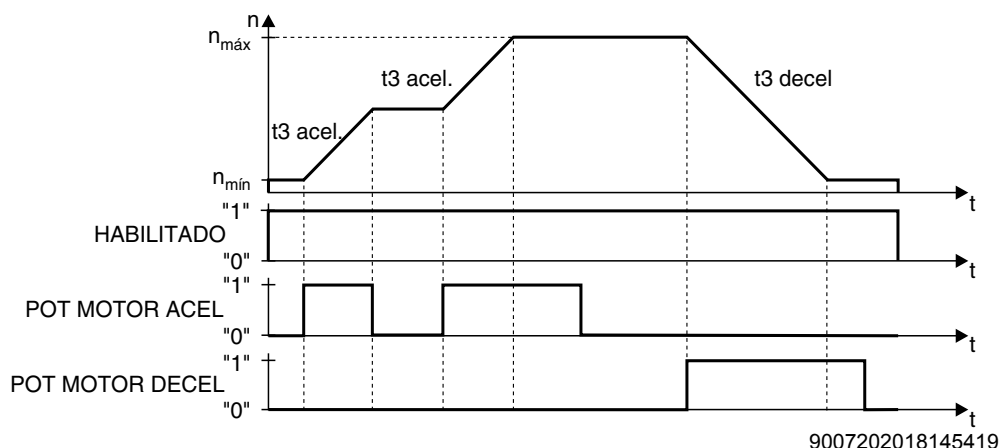 n
nmáx
t3 acel.
t3 decel
t3 acel.
nmín
t
"1"
HABILITADO
"0"
t
"1"
POT MOTOR ACEL
"0"
t
"1"
POT MOTOR DECEL
"0"
t
9007202018145419